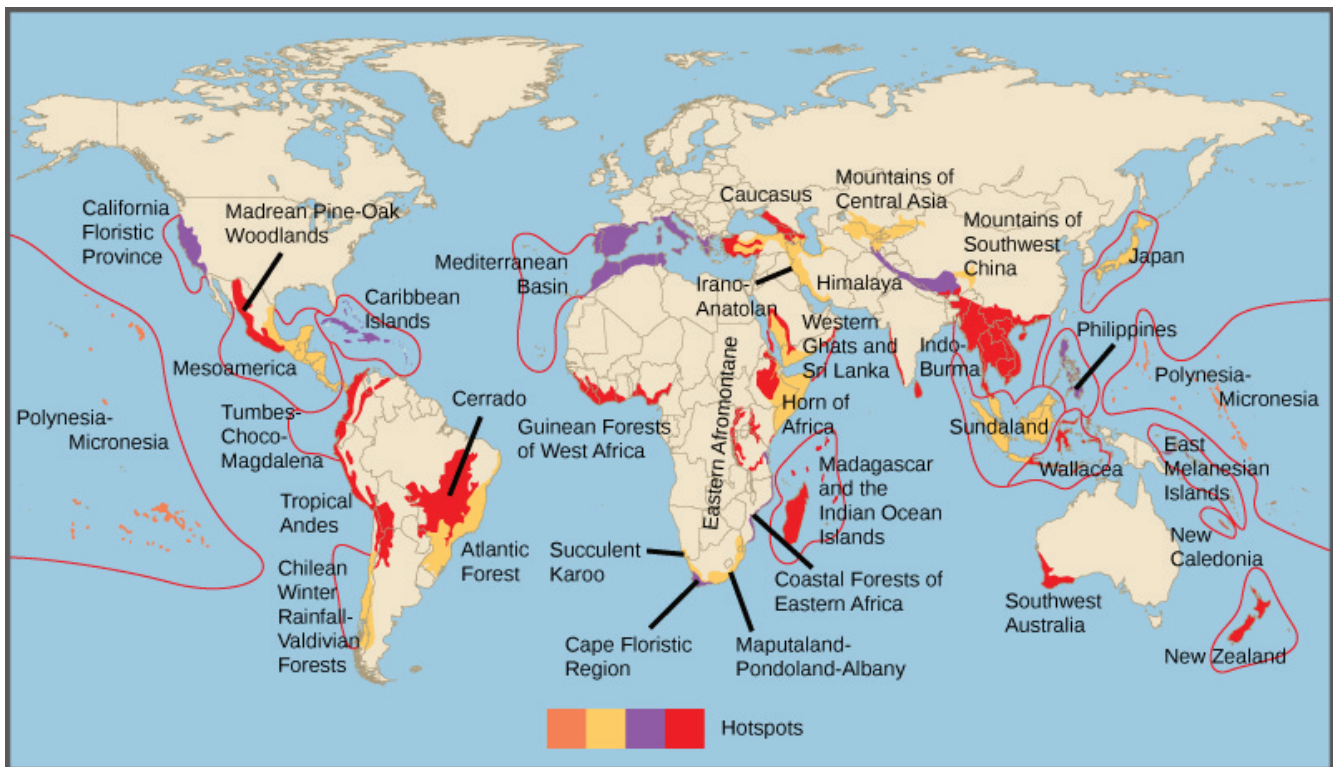 California
Floristic
Province
Madrean Pine-Oak
Woodlands
Caribbean
Islands
Mesoamerica
Polynesia-
Micronesia
Tumbes-
Choco-
Magdalena
Cerrado
Tropical
Andes
Atlantic
Forest
Chilean
Winter
Rainfall-
Valdivian
Forests
Mediterranean
Basin
Caucasus
Mountains of
Central Asia
Mountains of
Southwest
China
Japan
Irano-
Anatolan
Himalaya
Western
Ghats and
Sri Lanka
Indo-
Burma
Philippines
Polynesia-
Micronesia
Guinean Forests
of West Africa
Eastern Afromontane
Horn of
Africa
Sundaland
Wallacea
East
Melanesian
Islands
Madagascar
and the
Indian Ocean
Islands
New
Caledonia
Succulent
Karoo
Coastal Forests of
Eastern Africa
Cape Floristic
Region
Maputaland-
Pondoland-Albany
Southwest
Australia
New Zealand
Hotspots